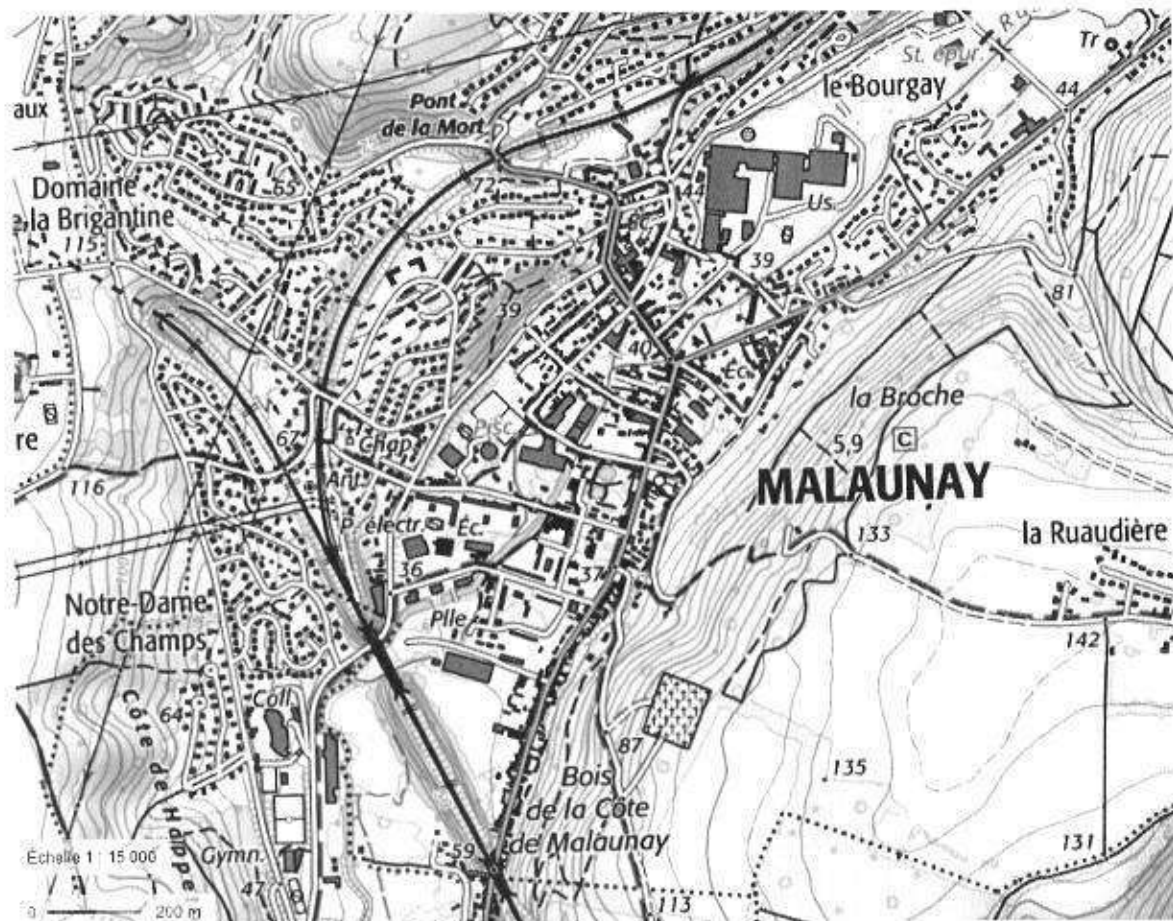 Tr
St. épur.
le Bourgay
44
aux
Pont
de la Mort
Domaine
la Brigantine
65
72
44
Us.
115
39
81
39
40
Éc.
la Broche
Pisc.
5,9
C
Chap.
67
MALAUNAY
116
Ant.
133
la Ruaudière
P. électr.
Éc.
36
37
Notre-Dame
des Champs
Plle
142
Coll.
64
Côte de Happe
87
135
Bois
de la Côte
de Malaunay
131
Échelle 1 : 15 000
Gymn.
59
47
0
200 m
113